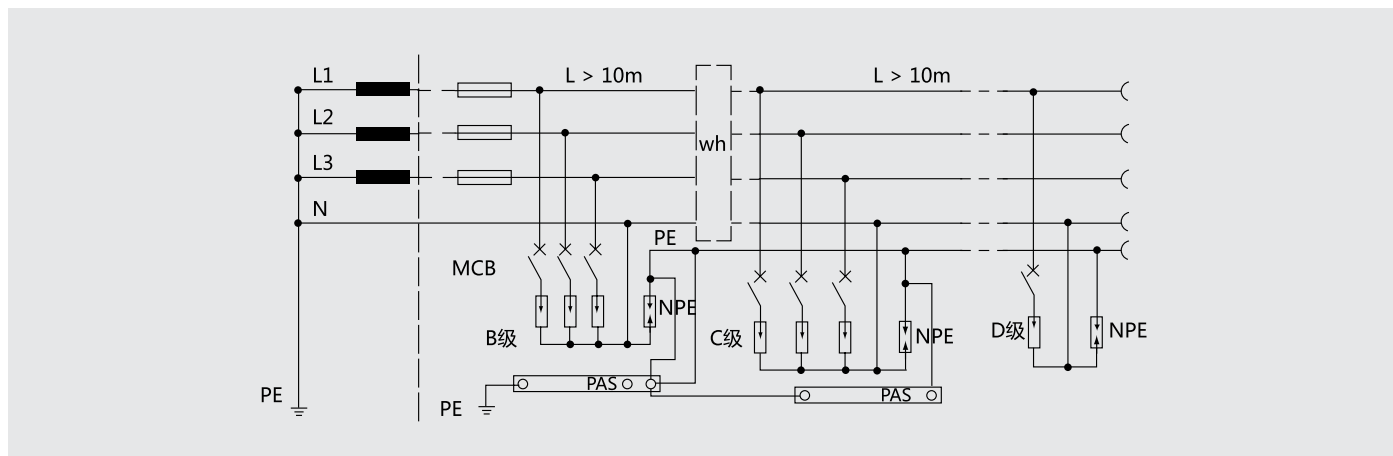 L1
L > 10m
L > 10m
L2
wh
L3
N
PE
MCB
NPE
B级
C级
NPE
D级
NPE
PAS
PE
PE
PAS